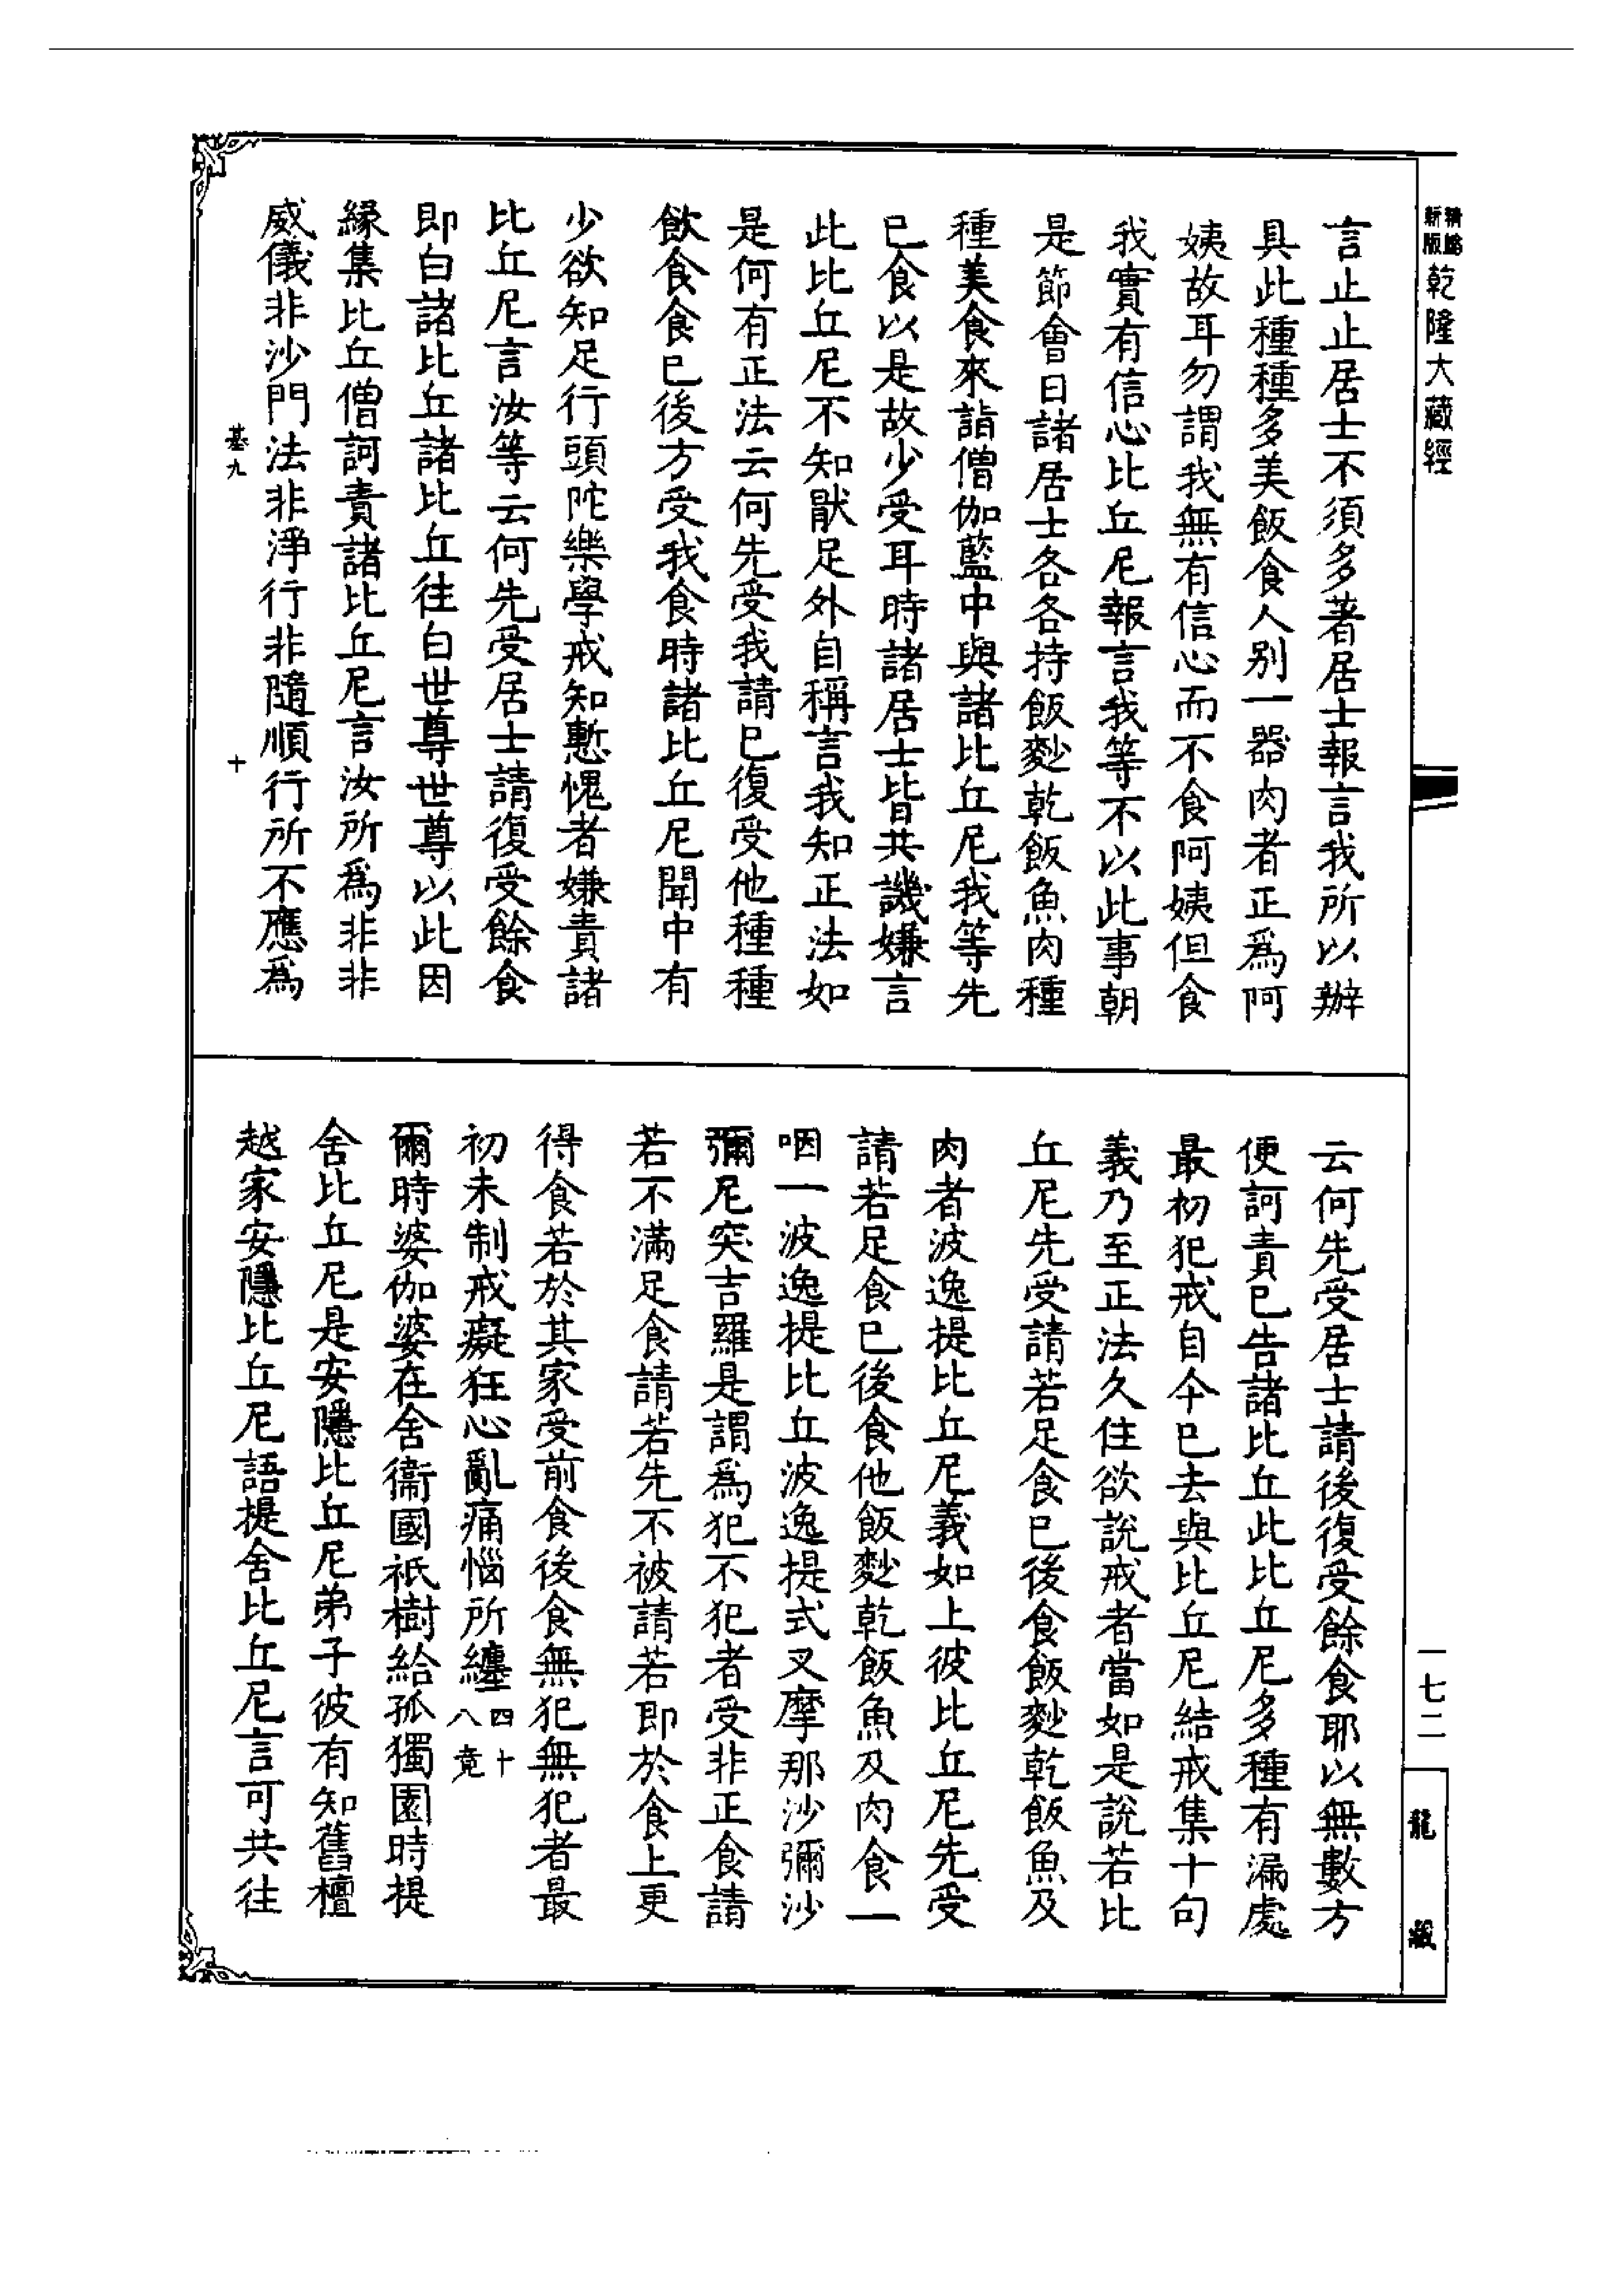 精縮
新版
乾隆大藏經
言止止居士不須多著居士報言我所以辦
具此種種多美飯食人別一器肉者正爲阿
姨故耳勿謂我無有信心而不食阿姨但食
我實有信心比丘尼報言我等不以此事朝
是節會日諸居士各各持飯麨乾飯魚肉種
種美食來詣僧伽藍中與諸比丘尼我等先
已食以是故少受耳時諸居士皆共譏嫌言
此比丘尼不知猒足外自稱言我知正法如
是何有正法云何先受我請已復受他種種
飲食食已後方受我食時諸比丘尼聞中有
少欲知足行頭陀樂學戒知慙愧者嫌責諸
比丘尼言汝等云何先受居士請復受餘食
即白諸比丘諸比丘往白世尊世尊以此因
緣集比丘僧訶責諸比丘尼言汝所爲非非
威儀非沙門法非淨行非隨順行所不應爲
基九
十
云何先受居士請後復受餘食耶以無數方
便訶責已告諸比丘此比丘尼多種有漏處
最初犯戒自今已去與比丘尼結戒集十句
義乃至正法久住欲說戒者當如是說若比
丘尼先受請若足食已後食飯麨乾飯魚及
肉者波逸提比丘尼義如上彼比丘尼先受
請若足食已後食他飯麨乾飯魚及肉食一
咽一波逸提比丘波逸提式叉摩那沙彌沙
彌尼突吉羅是謂爲犯不犯者受非正食請
若不滿足食請若先不被請若即於食上更
得食若於其家受前食後食無犯無犯者最
初未制戒癡狂心亂痛惱所纏四十八竟
爾時婆伽婆在舍衞國祇樹給孤獨園時提
舍比丘尼是安隱比丘尼弟子彼有知舊檀
越家安隱比丘尼語提舍比丘尼言可共往
一七二
龍藏